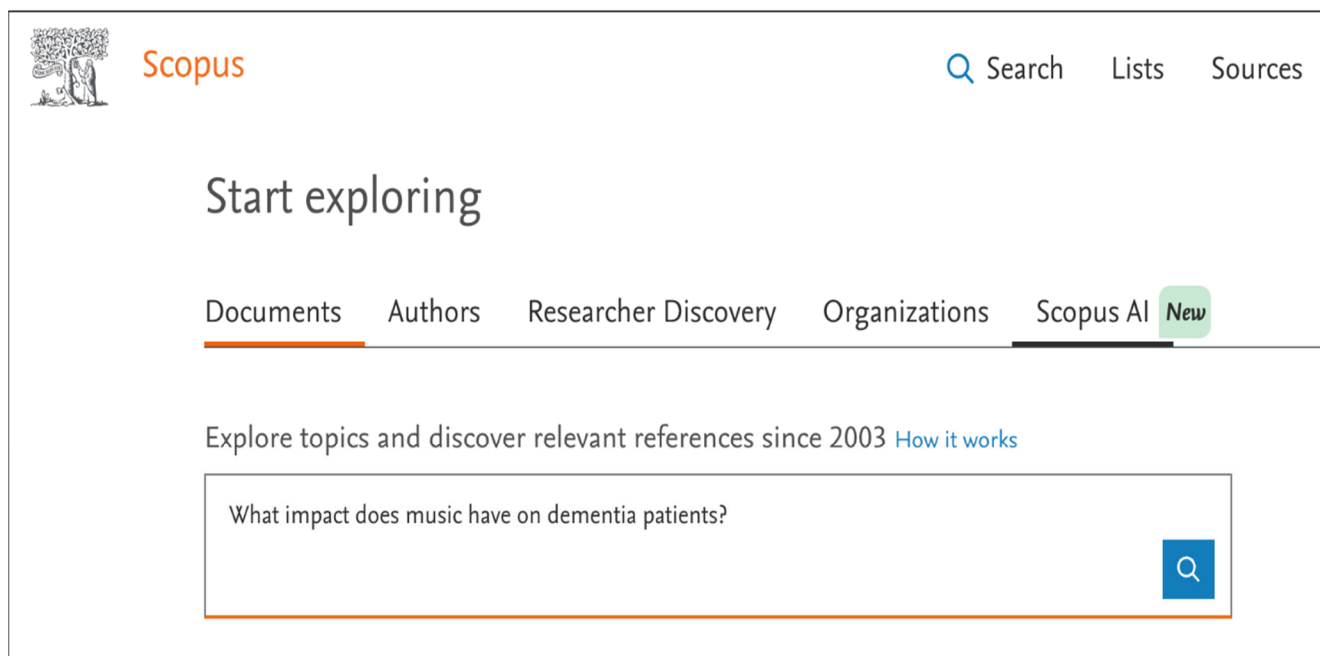 Scopus
Search Lists Sources
Start exploring
Documents Authors Researcher Discovery Organizations Scopus AI New
Explore topics and discover relevant references since 2003 How it works
What impact does music have on dementia patients?